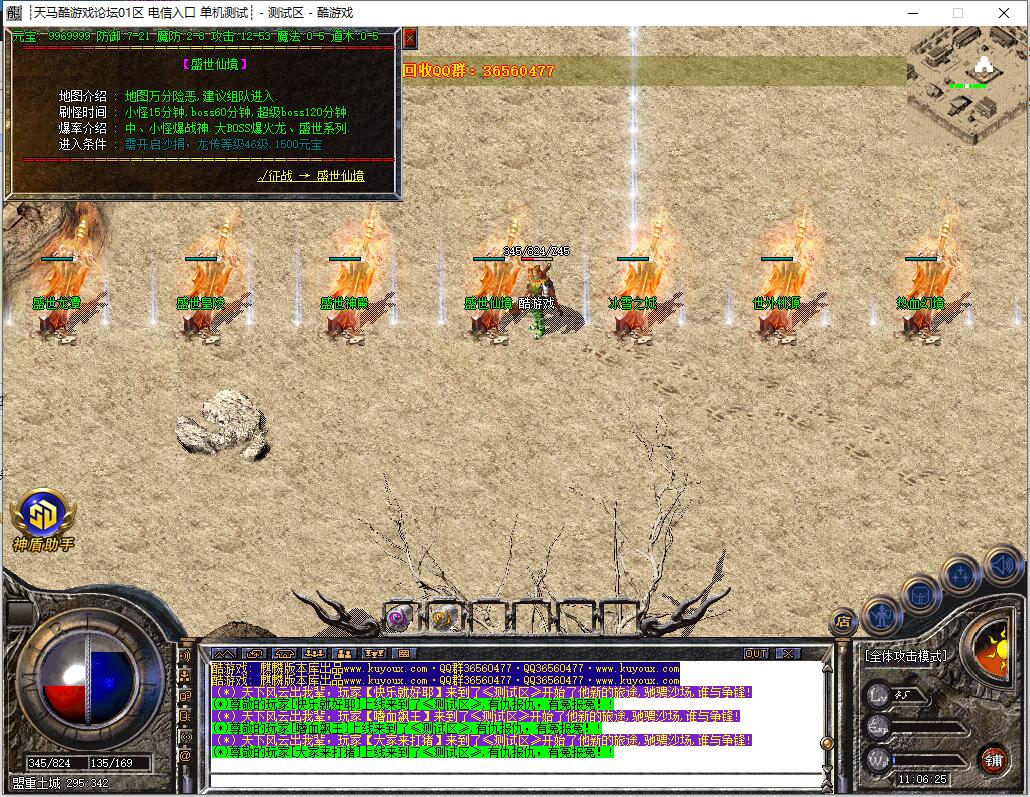 天马酷游戏论坛01区 电信入口 单机测试 - 测试区 - 酷游戏
元宝: 9969999 防御:7-21 魔防:2-8 攻击:12-53 魔法:0-5 道术:0-5
【盛世仙境】
地图介绍 : 地图万分险恶,建议组队进入.
刷怪时间 : 小怪15分钟,boss60分钟,超级boss120分钟.
爆率介绍 : 中、小怪爆战神.大BOSS爆火龙、盛世系列.
进入条件 : 需开启沙捐，龙传等级46级,1500元宝
√征战 → 盛世仙境
回收QQ群: 36560477
345/824/Z45
盛世龙潭 盛世皇陵 盛世神殿 盛世仙境 酷游戏 冰雪之城 世外桃源 热血幻境
神盾助手
店
OUT
酷游戏: 麒麟版本库出品www.kuyoux.com·QQ群36560477·QQ36560477·www.kuyoux.com
酷游戏: 麒麟版本库出品www.kuyoux.com·QQ群36560477·QQ36560477·www.kuyoux.com
(*) 天下风云出我辈, 玩家【快乐就好耶】来到了≤测试区≥开始了他新的旅途,驰骋沙场,谁与争锋!
(*)尊敬的玩家[快乐就好耶]上线来到了≤测试区≥,有仇报仇, 有冤报冤! !
(*) 天下风云出我辈, 玩家【嗜血飙王】来到了≤测试区≥开始了他新的旅途,驰骋沙场,谁与争锋!
(*)尊敬的玩家[嗜血飙王]上线来到了≤测试区≥,有仇报仇, 有冤报冤! !
(*) 天下风云出我辈, 玩家【大家来打猪】来到了≤测试区≥开始了他新的旅途,驰骋沙场,谁与争锋!
(*)尊敬的玩家[大家来打猪]上线来到了≤测试区≥,有仇报仇, 有冤报冤! !
[全体攻击模式]
Lv 45
Exp
W
铺
345/824 135/169
盟重土城 295:342
11:06:25